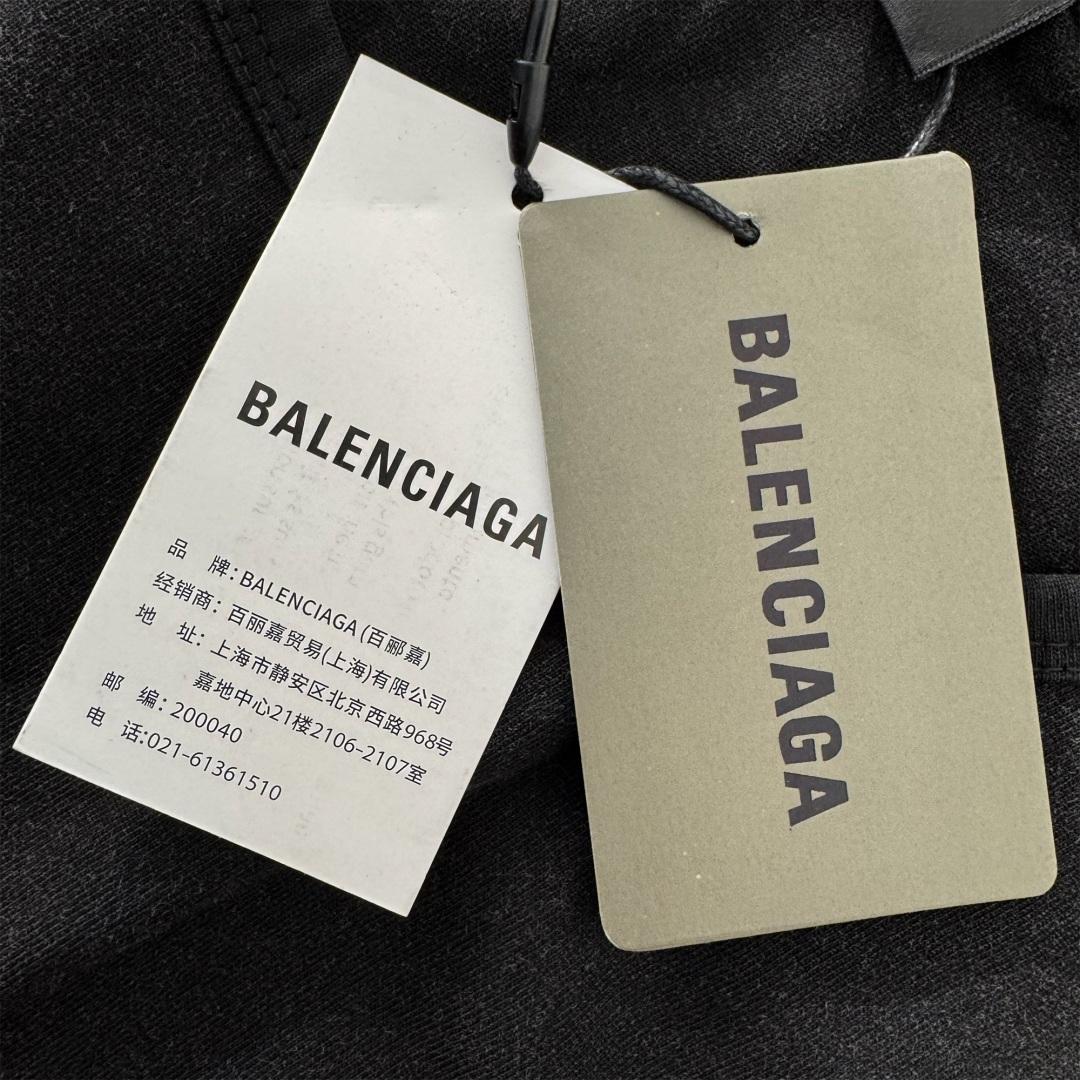 BALENCIAGA
品 牌:BALENCIAGA(百郦嘉)
经销商:百丽嘉贸易(上海)有限公司
地 址:上海市静安区北京西路968号
嘉地中心21楼2106-2107室
邮 编:200040
电 话:021-61361510
BALENCIAGA